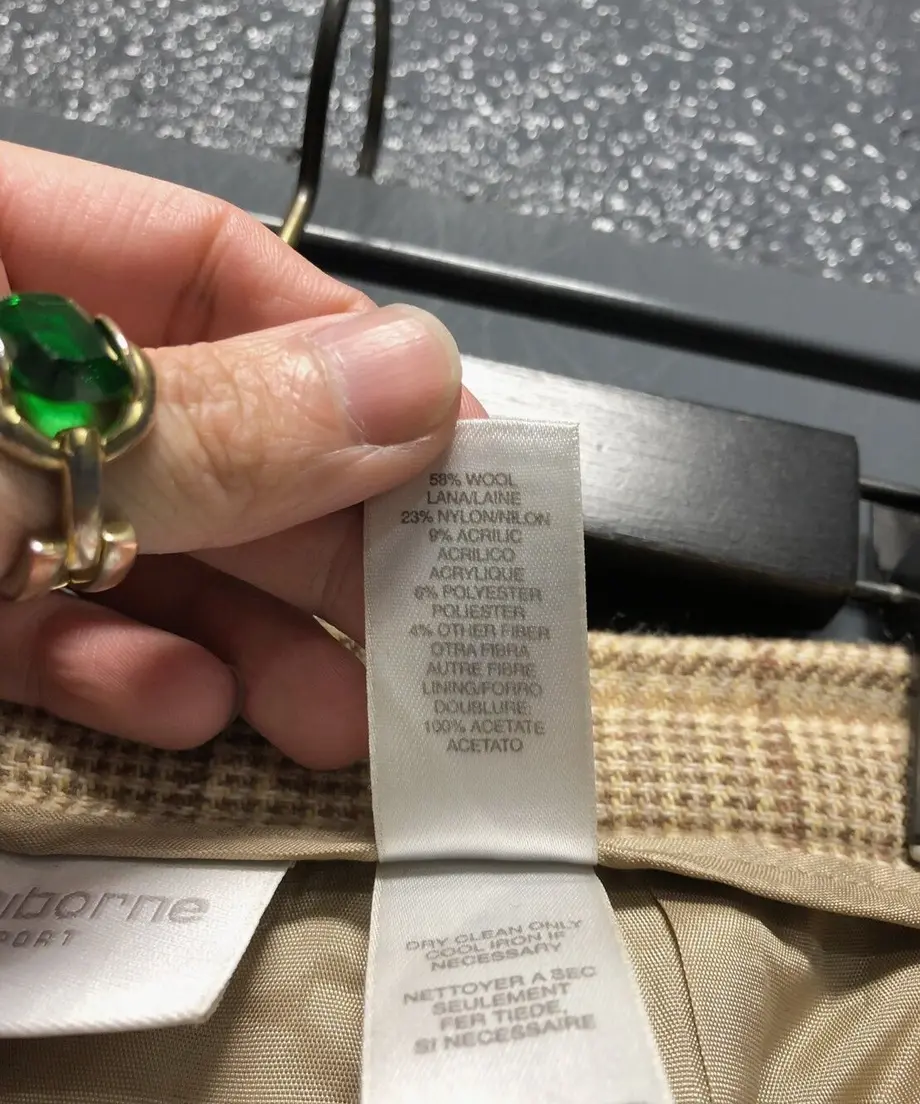 58% WOOL
LANA/LAINE
23% NYLON/NILON
9% ACRILIC
ACRILICO
ACRYLIQUE
6% POLYESTER
POLIESTER
4% OTHER FIBER
OTRA FIBRA
AUTRE FIBRE
LINING/FORRO
DOUBLURE:
100% ACETATE
ACETATO
iborne
PORT
DRY CLEAN ONLY
COOL IRON IF
NECESSARY
NETTOYER A SEC
SEULEMENT
FER TIEDE,
SI NECESSAIRE